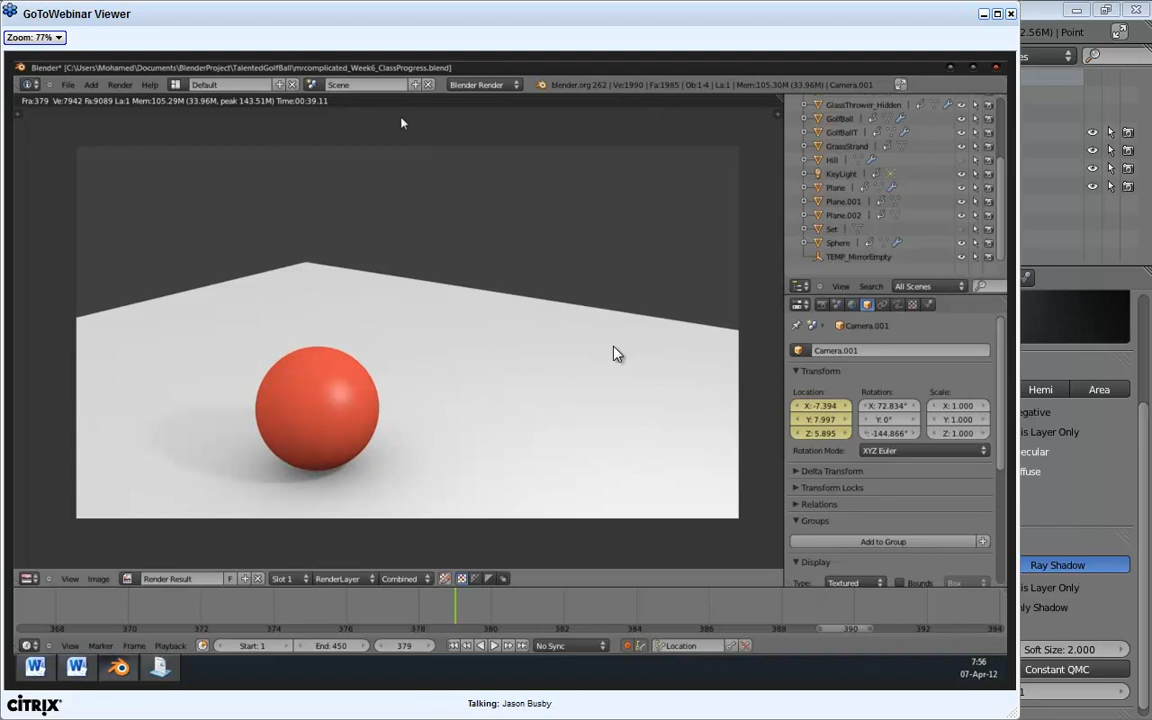 GoToWebinar Viewer
Zoom: 77%
Blender* [C:\Users\Mohamed\Documents\BlenderProject\TalentedGolfBall\mrcomplicated_Week6_ClassProgress.blend]
2.56M) | Point
File Add Render Help Default Scene Blender Render blender.org 262 | Ve:1990 | Fa:1985 | Ob:1-4 | La:1 | Mem:105.30M (33.96M) | Camera.001
Fra:379 Ve:7942 Fa:9089 La:1 Mem:105.29M (33.96M, peak 143.51M) Time:00:39.11
GlassThrower_Hidden
GolfBall
GolfBallT
GrassStrand
Hill
KeyLight
Plane
Plane.001
Plane.002
Set
Sphere
TEMP_MirrorEmpty
View Search All Scenes
Camera.001
Camera.001
Transform
Location: Rotation: Scale:
X: -7.394 X: 72.834° X: 1.000
Y: 7.997 Y: 0° Y: 1.000
Z: 5.895 -144.866° Z: 1.000
Rotation Mode: XYZ Euler
Delta Transform
Transform Locks
Relations
Groups
Add to Group
Display
Type: Textured Bounds Box
Hemi Area
egative
is Layer Only
ecular
ffuse
Ray Shadow
is Layer Only
nly Shadow
Soft Size: 2.000
Constant QMC
View Image Render Result F Slot 1 RenderLayer Combined
368 370 372 374 376 378 380 382 384 386 388 390 392 394
View Marker Frame Playback Start: 1 End: 450 379 No Sync Location
7:56
07-Apr-12
CITRIX
Talking: Jason Busby